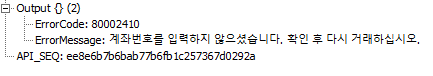 Output {} (2)
ErrorCode: 80002410
ErrorMessage: 계좌번호를 입력하지 않으셨습니다. 확인 후 다시 거래하십시오.
API_SEQ: ee8e6b7b6bab77b6fb1c257367d0292a